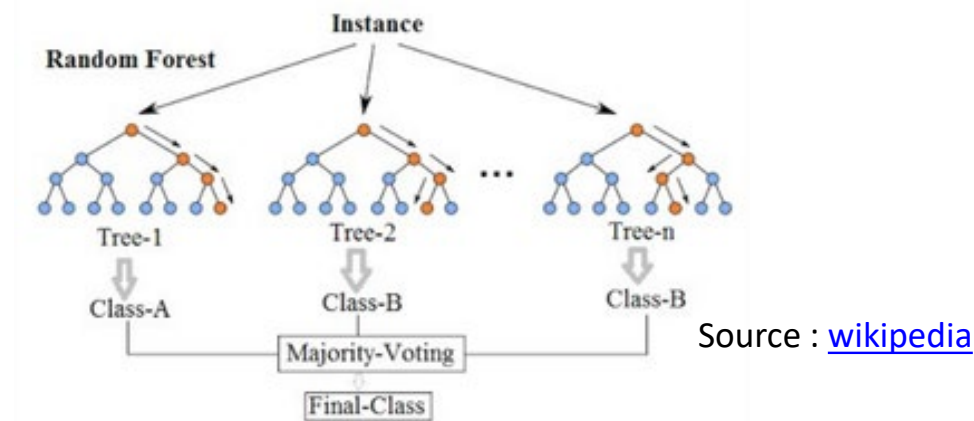 Instance
Random Forest
...
Tree-1 Tree-2 Tree-n
Class-A Class-B Class-B
Majority-Voting
Final-Class
Source : wikipedia